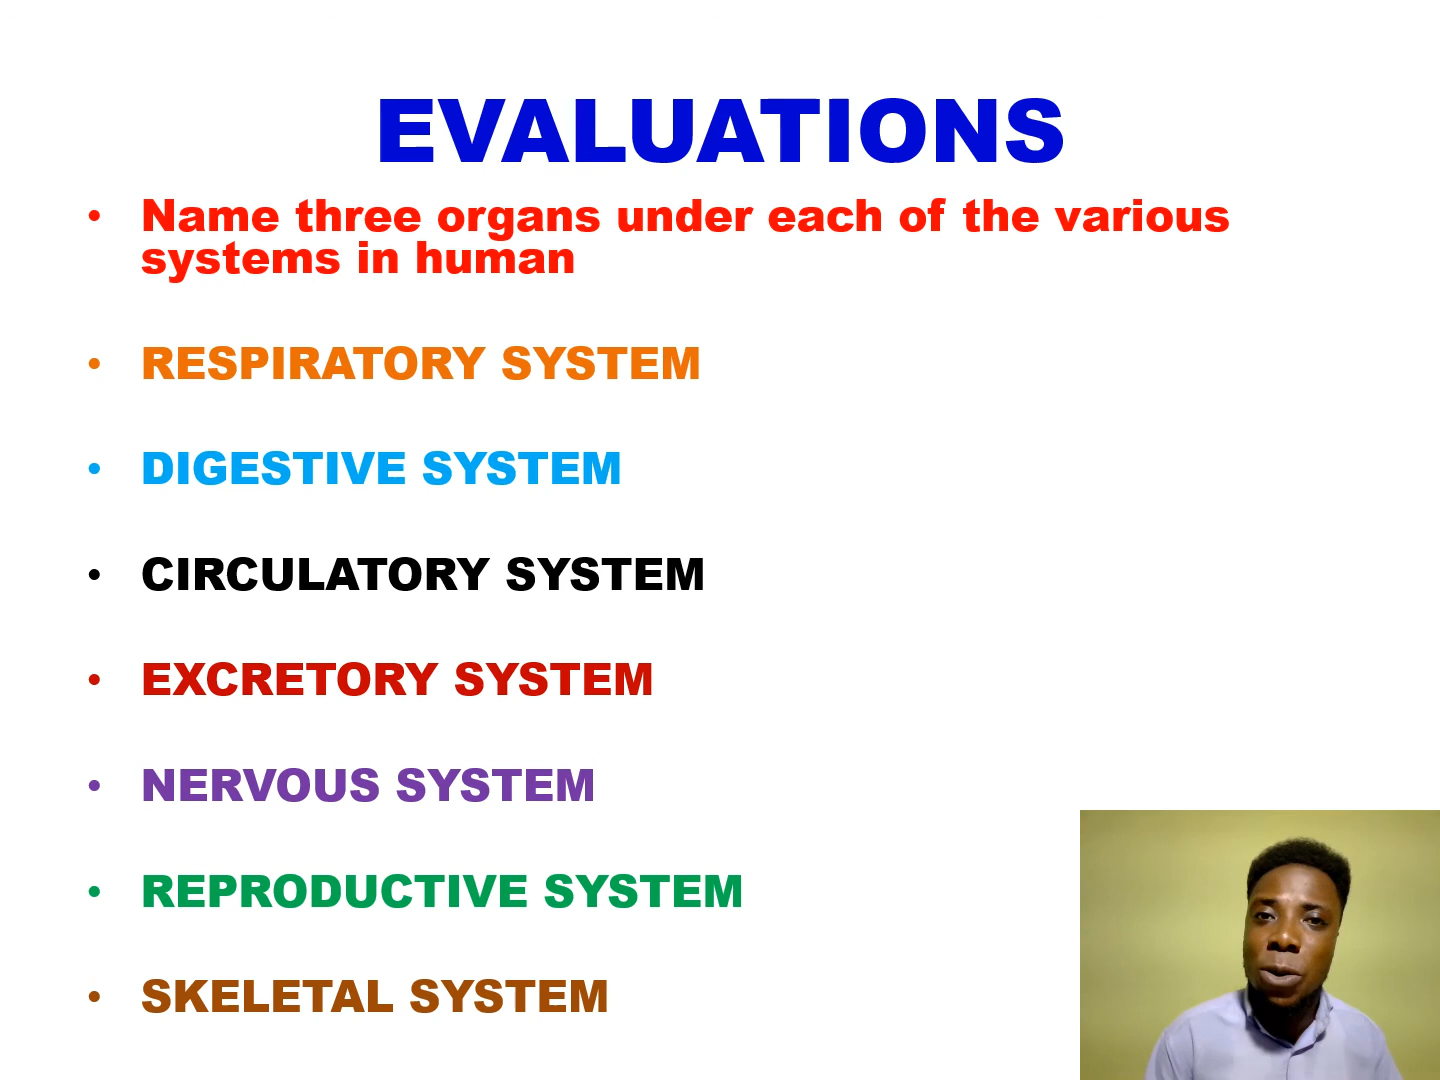 EVALUATIONS
• Name three organs under each of the various
systems in human
• RESPIRATORY SYSTEM
• DIGESTIVE SYSTEM
• CIRCULATORY SYSTEM
• EXCRETORY SYSTEM
• NERVOUS SYSTEM
• REPRODUCTIVE SYSTEM
• SKELETAL SYSTEM